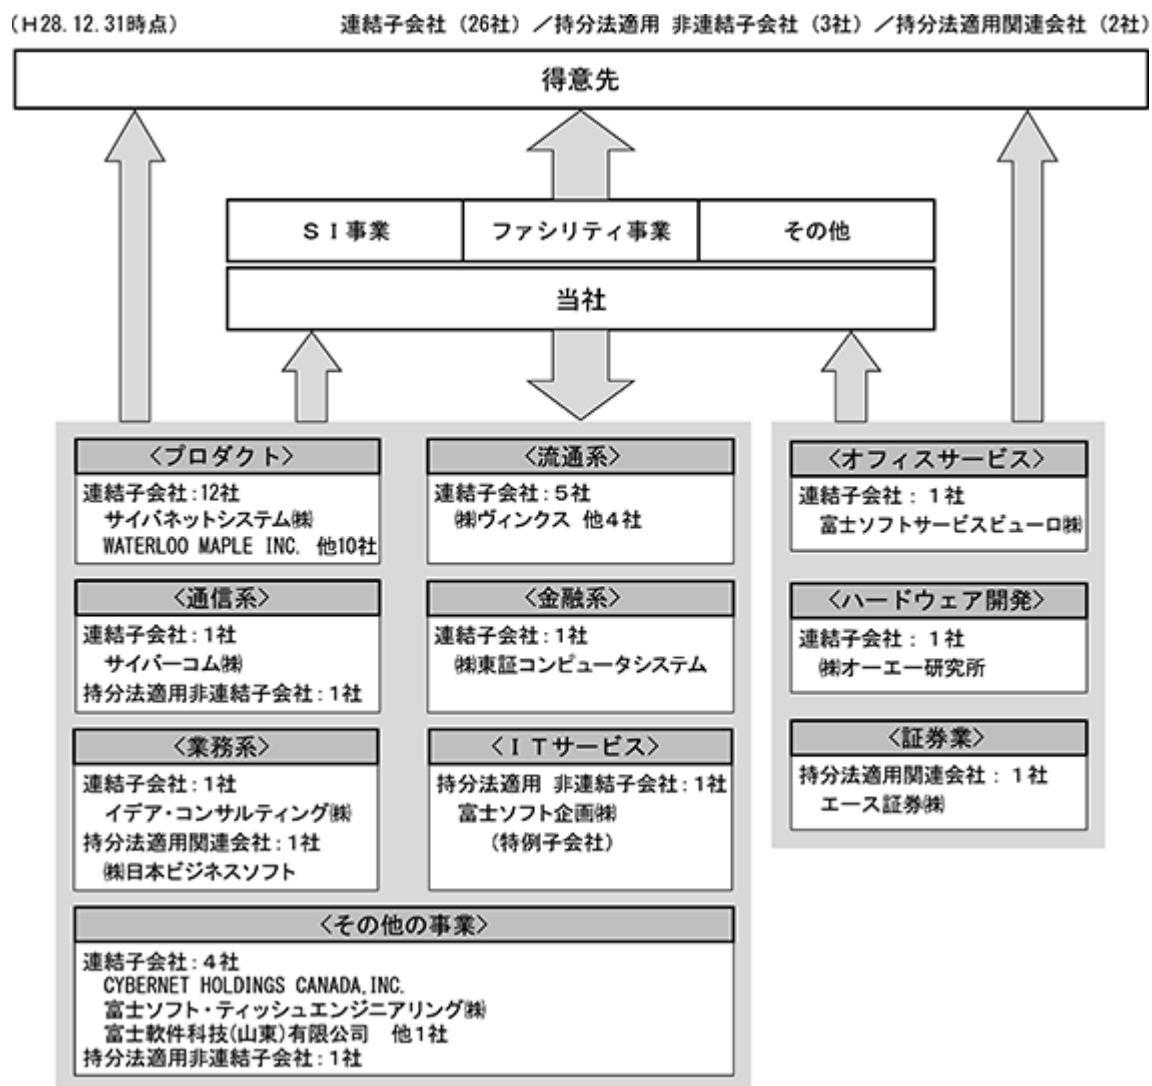 (H28.12.31時点)
連結子会社(26社)/持分法適用 非連結子会社(3社)/持分法適用関連会社(2社)
得意先
SI事業
ファシリティ事業
その他
当社
<プロダクト>
連結子会社:12社
サイバネットシステム㈱
WATERLOO MAPLE INC. 他10社
<流通系>
連結子会社:5社
㈱ヴィンクス 他4社
<オフィスサービス>
連結子会社: 1社
富士ソフトサービスビューロ㈱
<通信系>
連結子会社:1社
サイバーコム㈱
持分法適用非連結子会社:1社
<金融系>
連結子会社:1社
㈱東証コンピュータシステム
<ハードウェア開発>
連結子会社: 1社
㈱オーエー研究所
<業務系>
連結子会社:1社
イデア・コンサルティング㈱
持分法適用関連会社:1社
㈱日本ビジネスソフト
<ITサービス>
持分法適用 非連結子会社:1社
富士ソフト企画㈱
(特例子会社)
<証券業>
持分法適用関連会社: 1社
エース証券㈱
<その他の事業>
連結子会社:4社
CYBERNET HOLDINGS CANADA,INC.
富士ソフト・ティッシュエンジニアリング㈱
富士軟件科技(山東)有限公司 他1社
持分法適用非連結子会社:1社